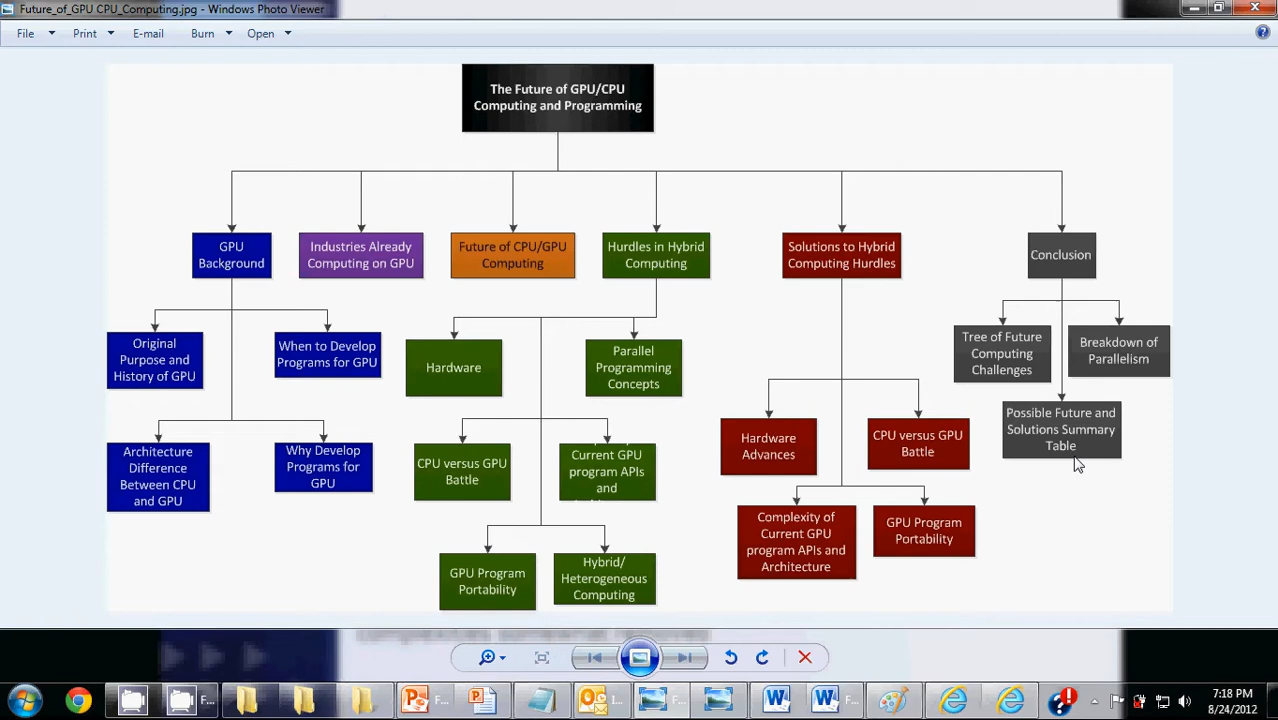 Future_of_GPU CPU_Computing.jpg - Windows Photo Viewer
File Print E-mail Burn Open
The Future of GPU/CPU
Computing and Programming
GPU
Background
Industries Already
Computing on GPU
Future of CPU/GPU
Computing
Hurdles in Hybrid
Computing
Solutions to Hybrid
Computing Hurdles
Conclusion
Original
Purpose and
History of GPU
When to Develop
Programs for GPU
Hardware
Parallel
Programming
Concepts
Tree of Future
Computing
Challenges
Breakdown of
Parallelism
Architecture
Difference
Between CPU
and GPU
Why Develop
Programs for
GPU
CPU versus GPU
Battle
Current GPU
program APIs
and
Hardware
Advances
CPU versus GPU
Battle
Possible Future and
Solutions Summary
Table
GPU Program
Portability
Hybrid/
Heterogeneous
Computing
Complexity of
Current GPU
program APIs and
Architecture
GPU Program
Portability
F...
F...
I...
F...
7:18 PM
8/24/2012